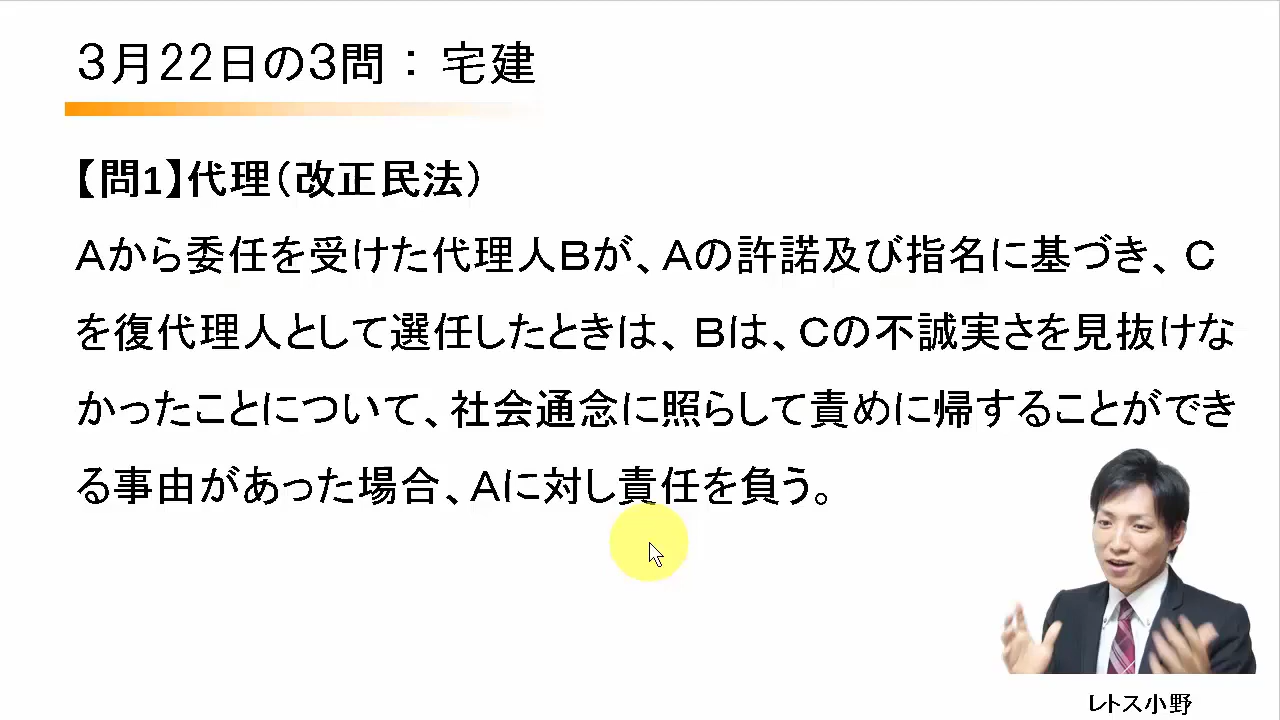 3月22日の3問：宅建
【問1】代理（改正民法）
Ａから委任を受けた代理人Ｂが、Ａの許諾及び指名に基づき、Ｃ
を復代理人として選任したときは、Ｂは、Ｃの不誠実さを見抜けな
かったことについて、社会通念に照らして責めに帰することができ
る事由があった場合、Ａに対し責任を負う。
レトス小野